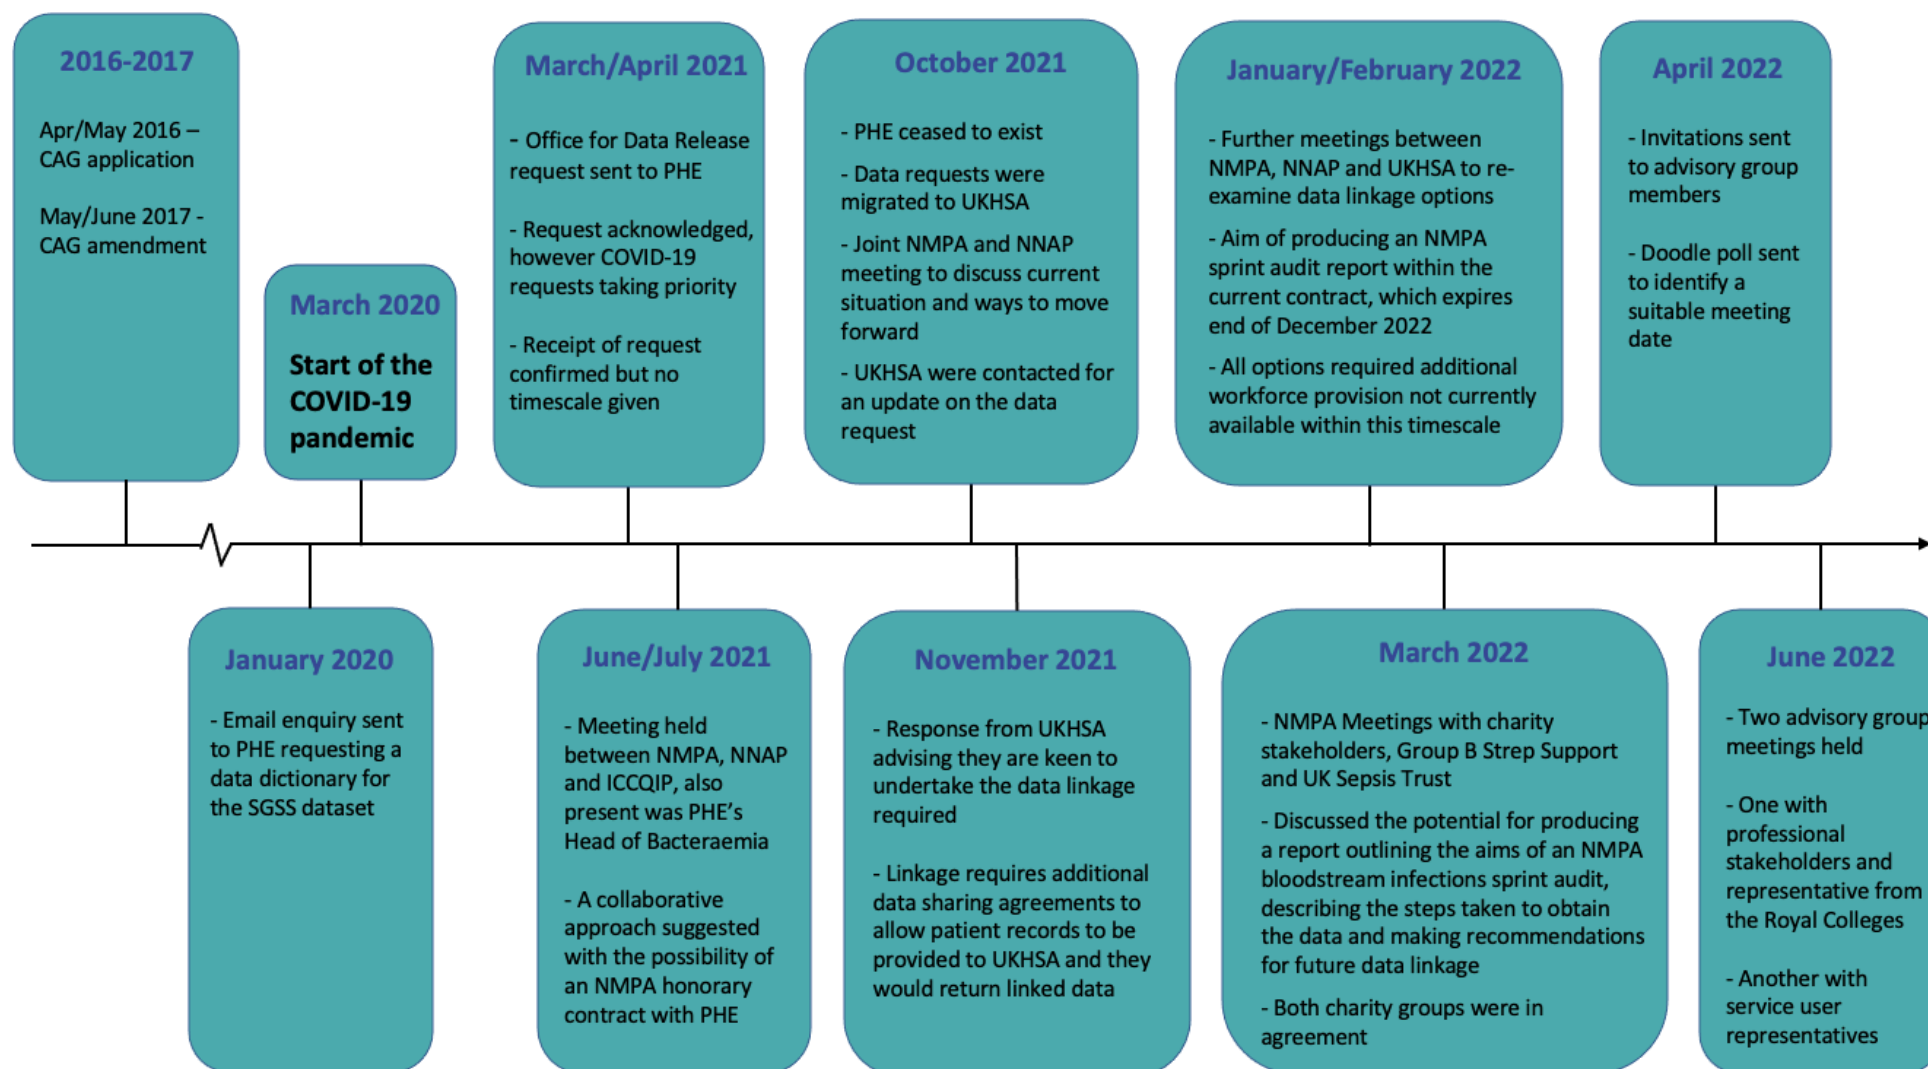 2016-2017
Apr/May 2016 –
CAG application
May/June 2017 -
CAG amendment
March 2020
Start of the
COVID-19
pandemic
March/April 2021
- Office for Data Release
request sent to PHE
- Request acknowledged,
however COVID-19
requests taking priority
- Receipt of request
confirmed but no
timescale given
October 2021
- PHE ceased to exist
- Data requests were
migrated to UKHSA
- Joint NMPA and NNAP
meeting to discuss current
situation and ways to move
forward
- UKHSA were contacted for
an update on the data
request
January/February 2022
- Further meetings between
NMPA, NNAP and UKHSA to re-
examine data linkage options
- Aim of producing an NMPA
sprint audit report within the
current contract, which expires
end of December 2022
- All options required additional
workforce provision not currently
available within this timescale
April 2022
- Invitations sent
to advisory group
members
- Doodle poll sent
to identify a
suitable meeting
date
January 2020
- Email enquiry sent
to PHE requesting a
data dictionary for
the SGSS dataset
June/July 2021
- Meeting held
between NMPA, NNAP
and ICCQIP, also
present was PHE’s
Head of Bacteraemia
- A collaborative
approach suggested
with the possibility of
an NMPA honorary
contract with PHE
November 2021
- Response from UKHSA
advising they are keen to
undertake the data linkage
required
- Linkage requires additional
data sharing agreements to
allow patient records to be
provided to UKHSA and they
would return linked data
March 2022
- NMPA Meetings with charity
stakeholders, Group B Strep Support
and UK Sepsis Trust
- Discussed the potential for producing
a report outlining the aims of an NMPA
bloodstream infections sprint audit,
describing the steps taken to obtain
the data and making recommendations
for future data linkage
- Both charity groups were in
agreement
June 2022
- Two advisory group
meetings held
- One with
professional
stakeholders and
representative from
the Royal Colleges
- Another with
service user
representatives